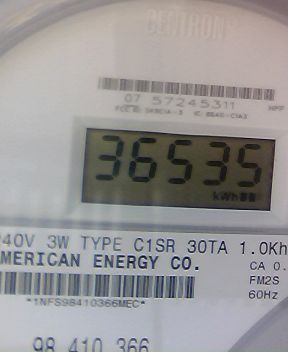 CENTRON
07 57245311
36535
kWh
240V 3W TYPE C1SR 30TA 1.0Kh
AMERICAN ENERGY CO.
CA 0.
FM2S
60Hz
*1NFS98410366MEC*
98 410 366